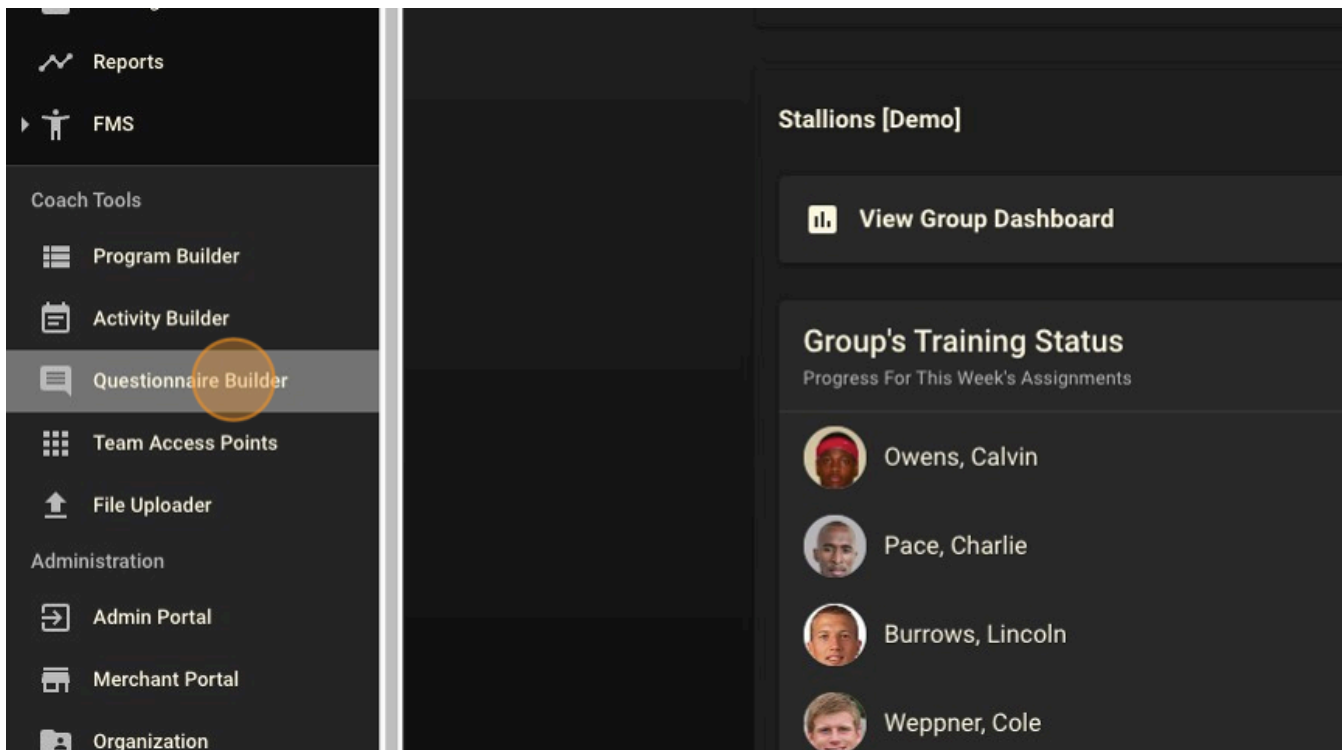 Reports
FMS
Coach Tools
Program Builder
Activity Builder
Questionnaire Builder
Team Access Points
File Uploader
Administration
Admin Portal
Merchant Portal
Organization
Stallions [Demo]
View Group Dashboard
Group's Training Status
Progress For This Week's Assignments
Owens, Calvin
Pace, Charlie
Burrows, Lincoln
Weppner, Cole